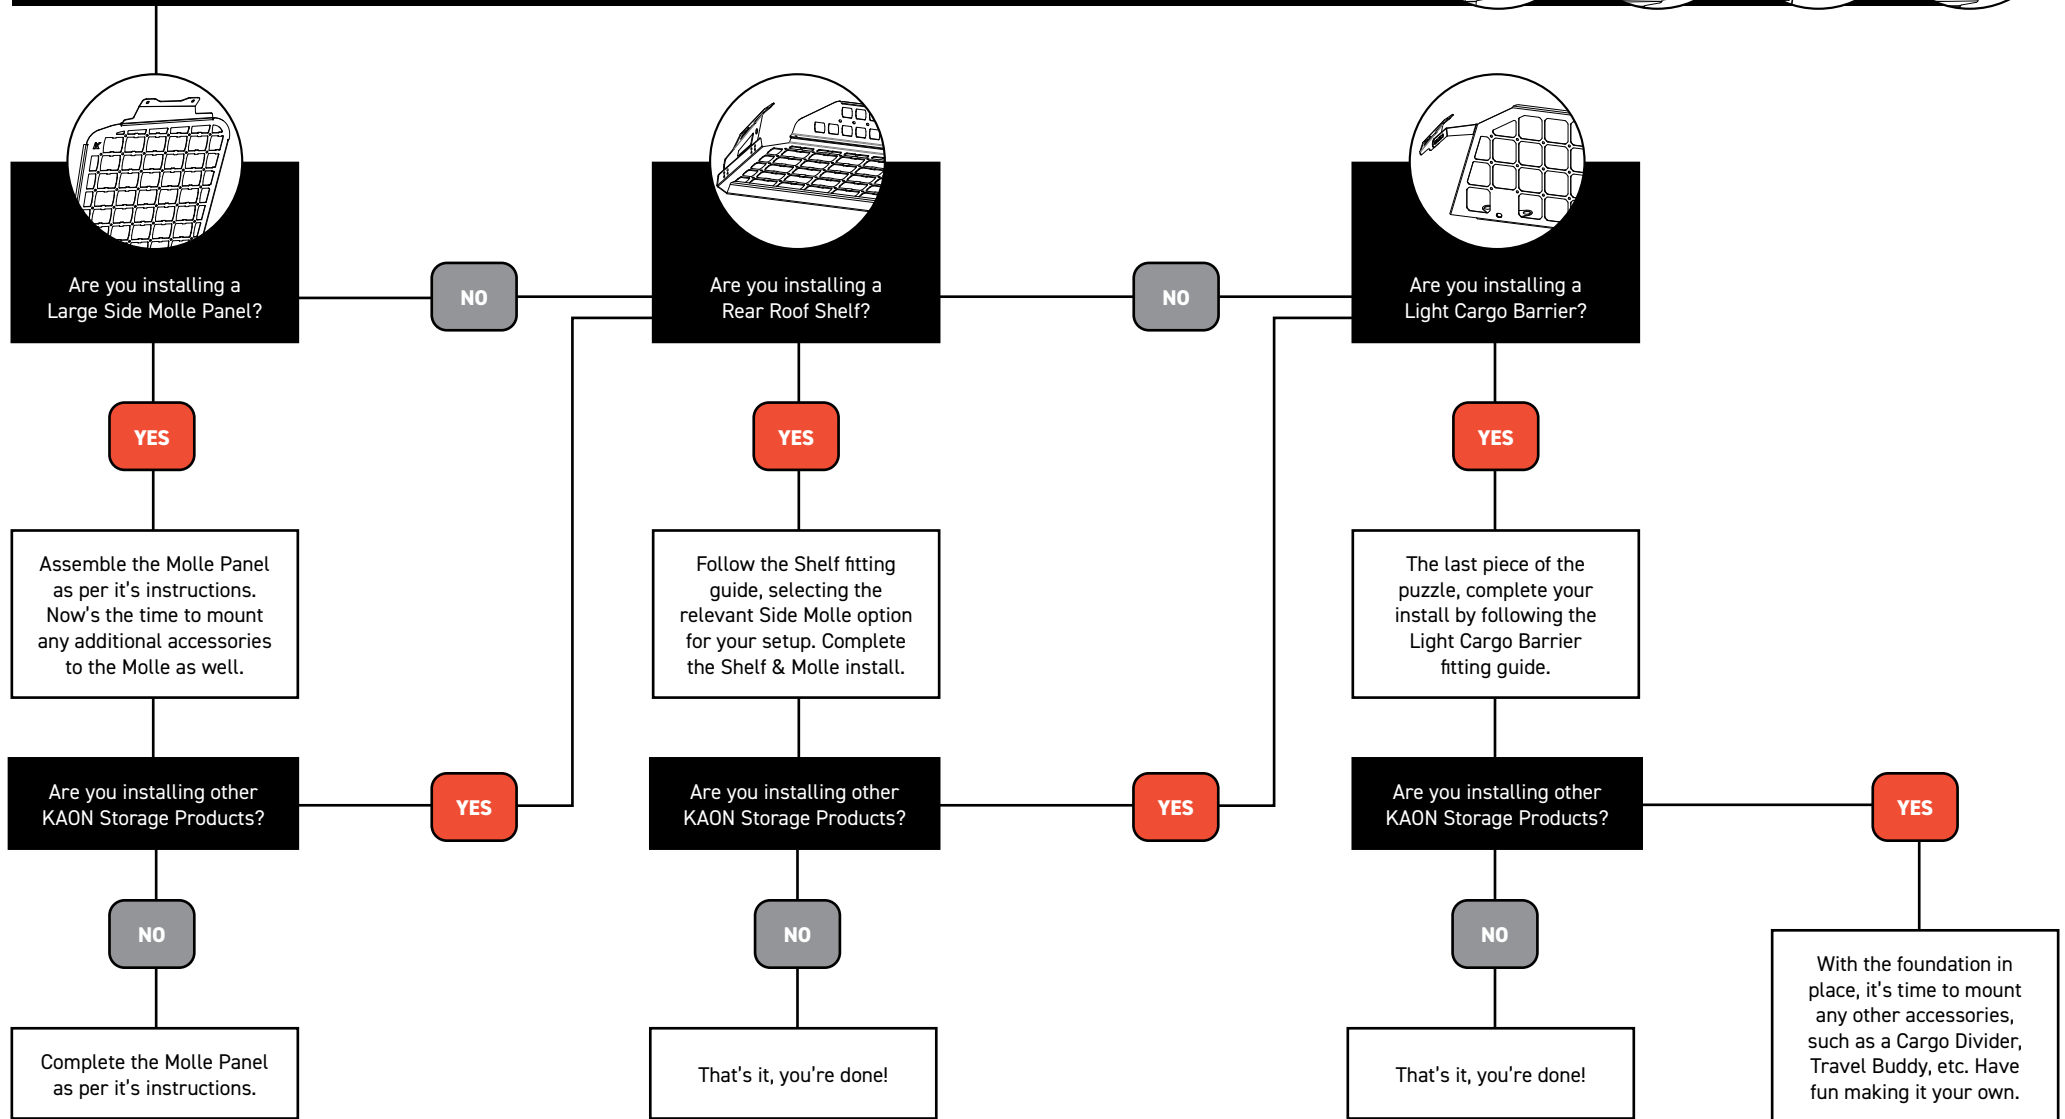 Are you installing a
Large Side Molle Panel?
NO
Are you installing a
Rear Roof Shelf?
NO
Are you installing a
Light Cargo Barrier?
YES
YES
YES
Assemble the Molle Panel
as per it's instructions.
Now's the time to mount
any additional accessories
to the Molle as well.
Follow the Shelf fitting
guide, selecting the
relevant Side Molle option
for your setup. Complete
the Shelf & Molle install.
The last piece of the
puzzle, complete your
install by following the
Light Cargo Barrier
fitting guide.
Are you installing other
KAON Storage Products?
YES
Are you installing other
KAON Storage Products?
YES
Are you installing other
KAON Storage Products?
YES
NO
NO
NO
Complete the Molle Panel
as per it's instructions.
That's it, you're done!
That's it, you're done!
With the foundation in
place, it's time to mount
any other accessories,
such as a Cargo Divider,
Travel Buddy, etc. Have
fun making it your own.